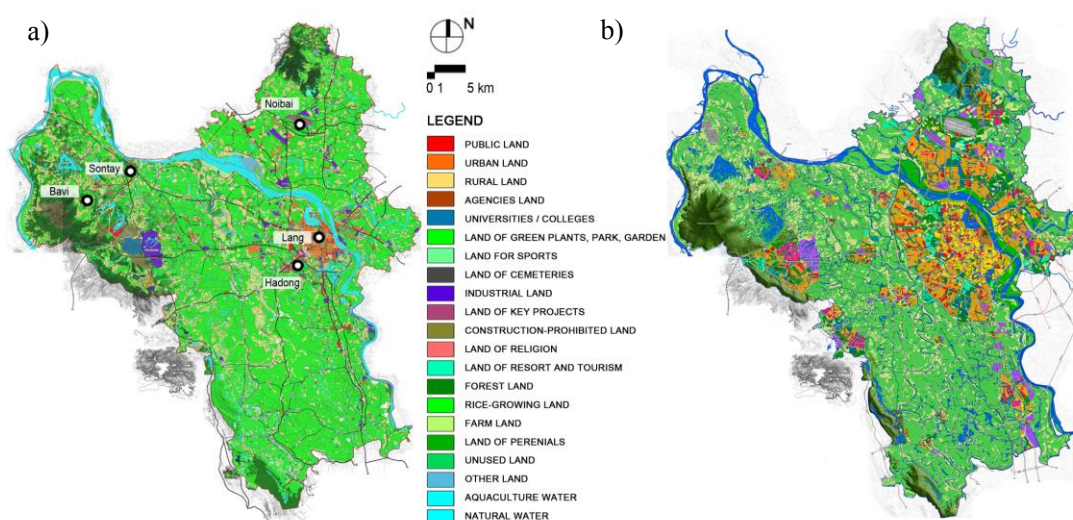 a)
Noibai
Sontay
Bavi
Lang
Hadong
N
0 1 5 km
LEGEND
PUBLIC LAND
URBAN LAND
RURAL LAND
AGENCIES LAND
UNIVERSITIES / COLLEGES
LAND OF GREEN PLANTS, PARK, GARDEN
LAND FOR SPORTS
LAND OF CEMETERIES
INDUSTRIAL LAND
LAND OF KEY PROJECTS
CONSTRUCTION-PROHIBITED LAND
LAND OF RELIGION
LAND OF RESORT AND TOURISM
FOREST LAND
RICE-GROWING LAND
FARM LAND
LAND OF PERENIALS
UNUSED LAND
OTHER LAND
AQUACULTURE WATER
NATURAL WATER
b)